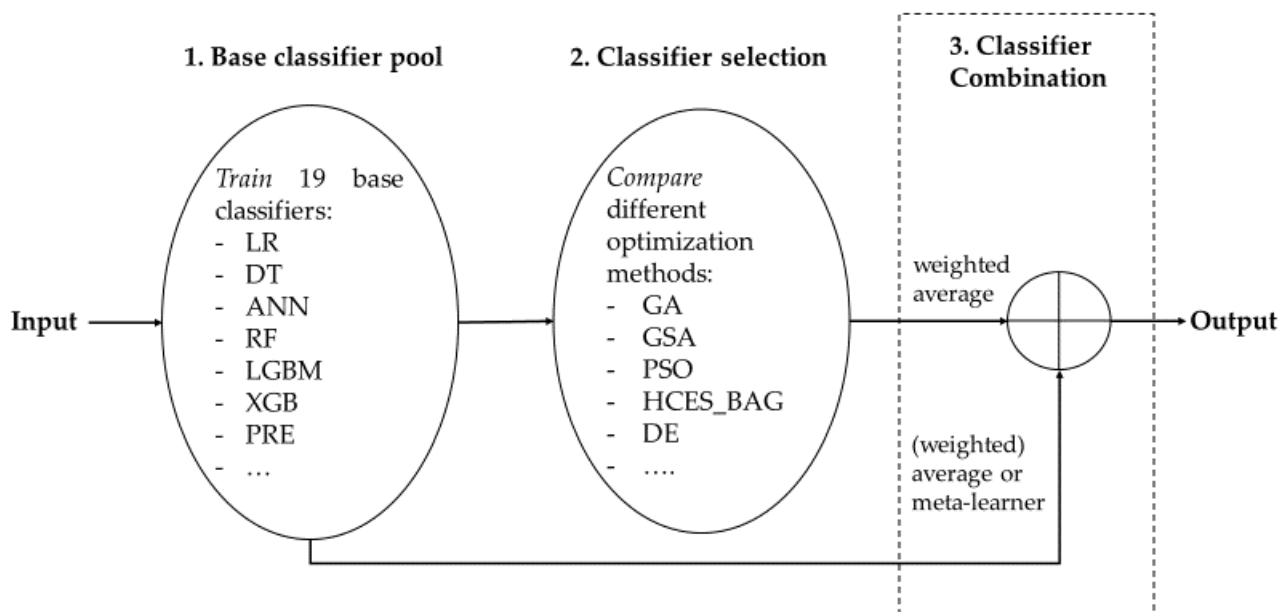 1. Base classifier pool
2. Classifier selection
3. Classifier
Combination
Input
Train 19 base
classifiers:
- LR
- DT
- ANN
- RF
- LGBM
- XGB
- PRE
- …
Compare
different
optimization
methods:
- GA
- GSA
- PSO
- HCES_BAG
- DE
- ….
weighted
average
(weighted)
average or
meta-learner
Output